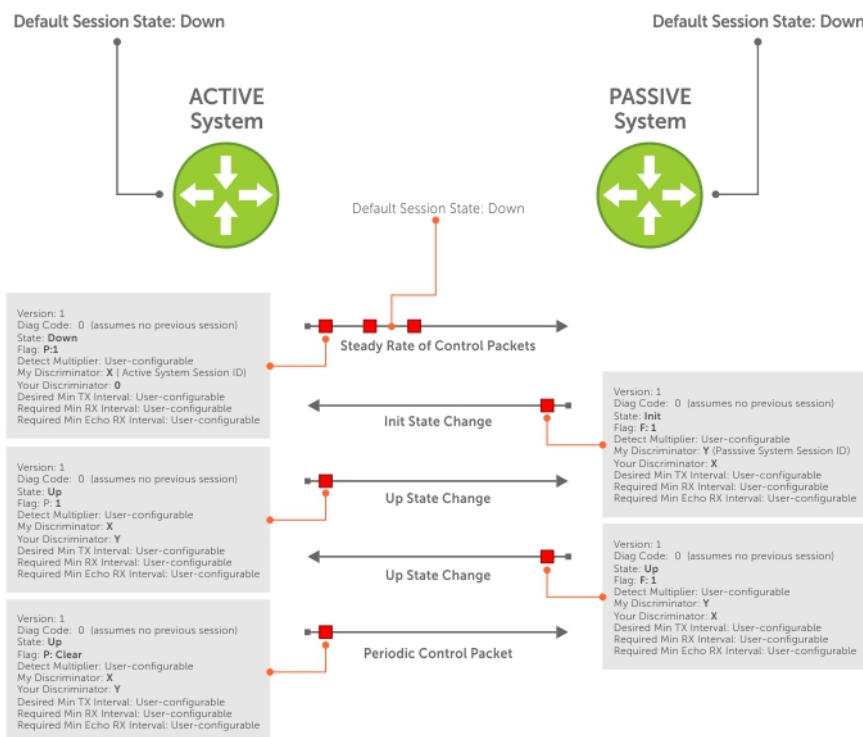 Default Session State: Down
Default Session State: Down
ACTIVE
System
PASSIVE
System
Default Session State: Down
Version: 1
Diag Code:  0  (assumes no previous session)
State: Down
Flag: P:1
Detect Multiplier: User-configurable
My Discriminator: X ( Active System Session ID)
Your Discriminator: 0
Desired Min TX Interval: User-configurable
Required Min RX Interval: User-configurable
Required Min Echo RX Interval: User-configurable
Steady Rate of Control Packets
Version: 1
Diag Code:  0  (assumes no previous session)
State: Init
Flag: F: 1
Detect Multiplier: User-configurable
My Discriminator: Y (Passsive System Session ID)
Your Discriminator: X
Desired Min TX Interval: User-configurable
Required Min RX Interval: User-configurable
Required Min Echo RX Interval: User-configurable
Init State Change
Version: 1
Diag Code:  0  (assumes no previous session)
State: Up
Flag: P: 1
Detect Multiplier: User-configurable
My Discriminator: X
Your Discriminator: Y
Desired Min TX Interval: User-configurable
Required Min RX Interval: User-configurable
Required Min Echo RX Interval: User-configurable
Up State Change
Version: 1
Diag Code:  0  (assumes no previous session)
State: Up
Flag: F: 1
Detect Multiplier: User-configurable
My Discriminator: Y
Your Discriminator: X
Desired Min TX Interval: User-configurable
Required Min RX Interval: User-configurable
Required Min Echo RX Interval: User-configurable
Up State Change
Version: 1
Diag Code:  0  (assumes no previous session)
State: Up
Flag: P: Clear
Detect Multiplier: User-configurable
My Discriminator: X
Your Discriminator: Y
Desired Min TX Interval: User-configurable
Required Min RX Interval: User-configurable
Required Min Echo RX Interval: User-configurable
Periodic Control Packet